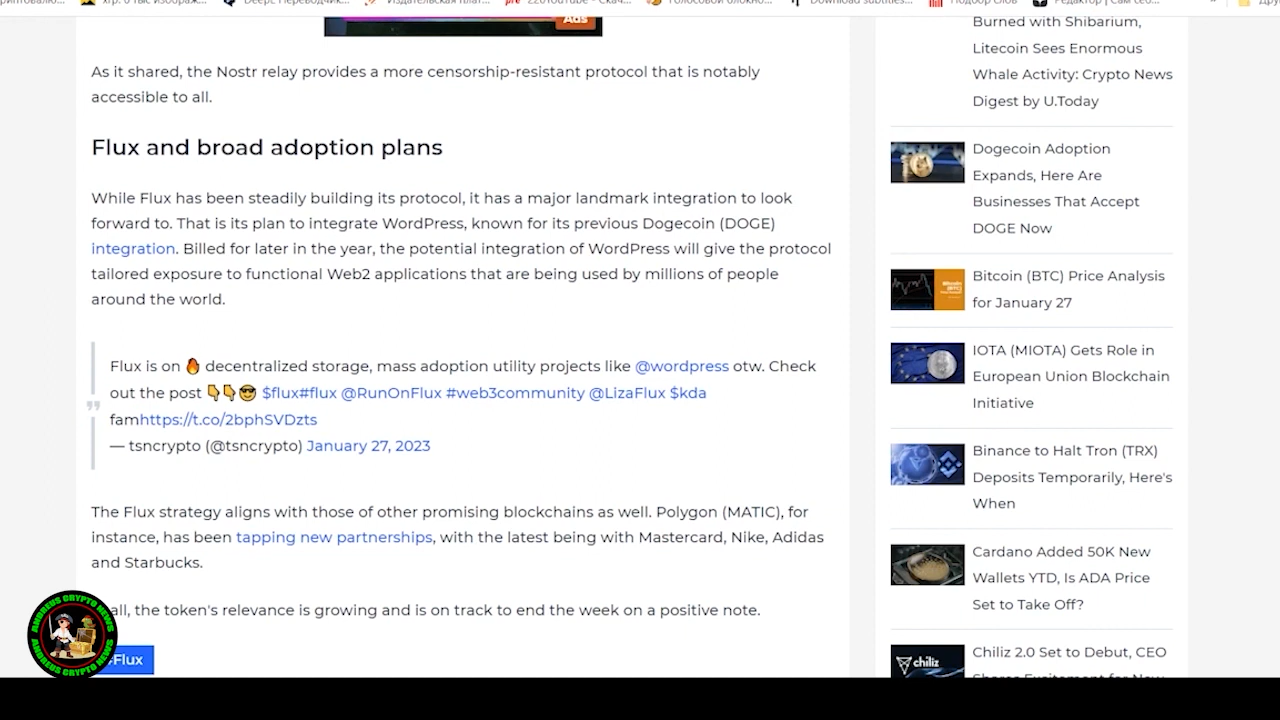 Ads
As it shared, the Nostr relay provides a more censorship-resistant protocol that is notably
accessible to all.
Flux and broad adoption plans
While Flux has been steadily building its protocol, it has a major landmark integration to look
forward to. That is its plan to integrate WordPress, known for its previous Dogecoin (DOGE)
integration. Billed for later in the year, the potential integration of WordPress will give the protocol
tailored exposure to functional Web2 applications that are being used by millions of people
around the world.
Flux is on 🔥 decentralized storage, mass adoption utility projects like @wordpress otw. Check
out the post 👇👇😎 $flux#flux @RunOnFlux #web3community @LizaFlux $kda
famhttps://t.co/2bphSVDzts
— tsncrypto (@tsncrypto) January 27, 2023
The Flux strategy aligns with those of other promising blockchains as well. Polygon (MATIC), for
instance, has been tapping new partnerships, with the latest being with Mastercard, Nike, Adidas
and Starbucks.
all, the token's relevance is growing and is on track to end the week on a positive note.
#Flux
ANDREUS CRYPTO NEWS
ANDREUS CRYPTO NEWS
Burned with Shibarium,
Litecoin Sees Enormous
Whale Activity: Crypto News
Digest by U.Today
Dogecoin Adoption
Expands, Here Are
Businesses That Accept
DOGE Now
Bitcoin (BTC) Price Analysis
for January 27
IOTA (MIOTA) Gets Role in
European Union Blockchain
Initiative
Binance to Halt Tron (TRX)
Deposits Temporarily, Here's
When
Cardano Added 50K New
Wallets YTD, Is ADA Price
Set to Take Off?
chiliz
Chiliz 2.0 Set to Debut, CEO
Shares Excitement for New